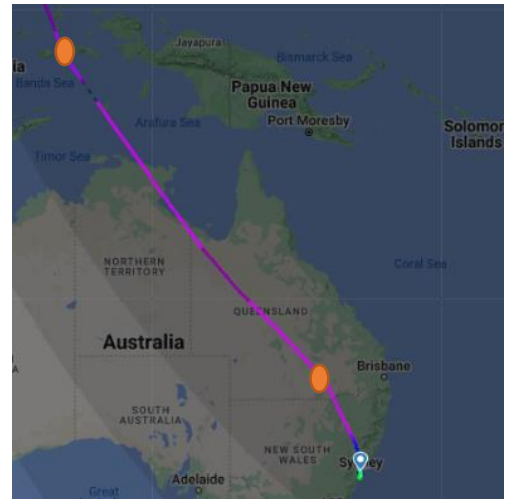 Jayapura
Bismarck Sea
ia
Banda Sea
Papua New
Guinea
Port Moresby
Arafura Sea
Solomon
Islands
Timor Sea
NORTHERN
TERRITORY
Coral Sea
QUEENSLAND
Australia
Brisbane
SOUTH
AUSTRALIA
NEW SOUTH
WALES
Sydney
Adelaide
Great